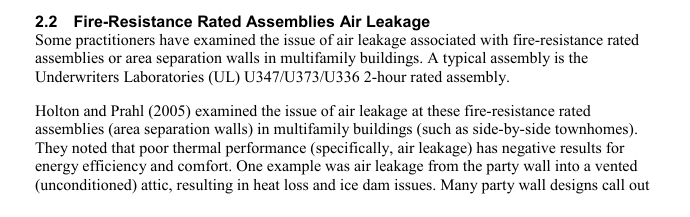 2.2 Fire-Resistance Rated Assemblies Air Leakage
Some practitioners have examined the issue of air leakage associated with fire-resistance rated
assemblies or area separation walls in multifamily buildings. A typical assembly is the
Underwriters Laboratories (UL) U347/U373/U336 2-hour rated assembly.
Holton and Prahl (2005) examined the issue of air leakage at these fire-resistance rated
assemblies (area separation walls) in multifamily buildings (such as side-by-side townhomes).
They noted that poor thermal performance (specifically, air leakage) has negative results for
energy efficiency and comfort. One example was air leakage from the party wall into a vented
(unconditioned) attic, resulting in heat loss and ice dam issues. Many party wall designs call out